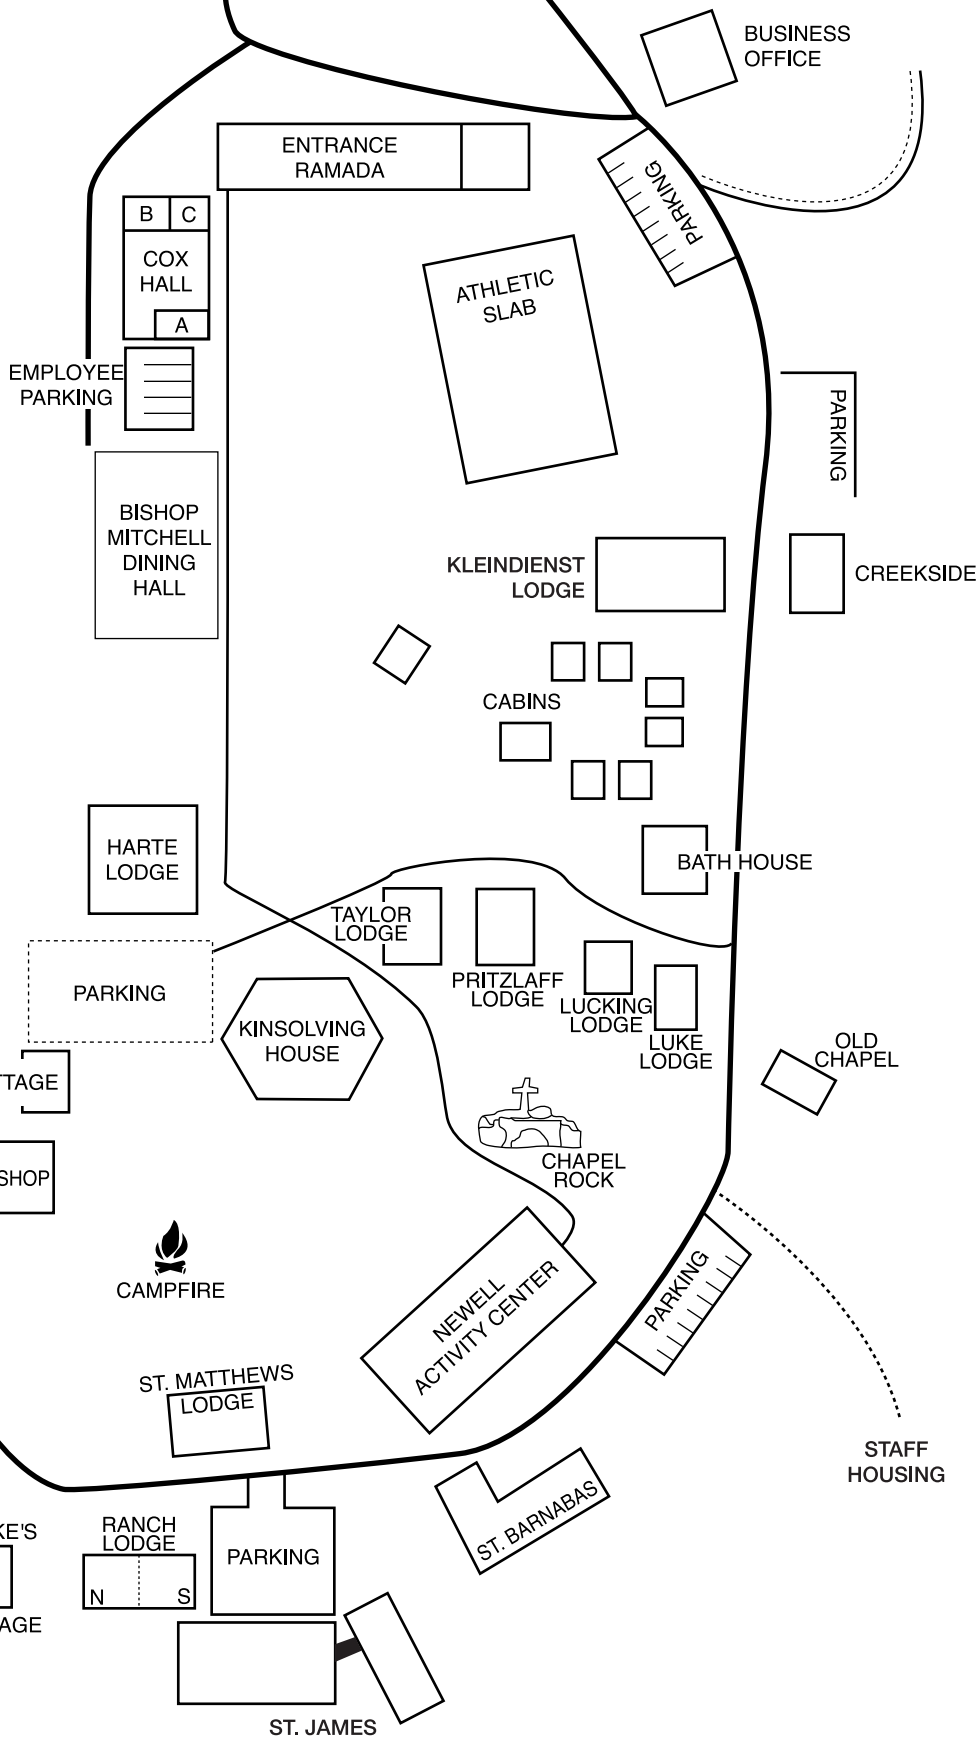 BUSINESS
OFFICE
ENTRANCE
RAMADA
PARKING
B
C
COX
HALL
A
ATHLETIC
SLAB
EMPLOYEE
PARKING
PARKING
BISHOP
MITCHELL
DINING
HALL
KLEINDIENST
LODGE
CREEKSIDE
CABINS
HARTE
LODGE
BATH HOUSE
TAYLOR
LODGE
PRITZLAFF
LODGE
LUCKING
LODGE
LUKE
LODGE
PARKING
KINSOLVING
HOUSE
OLD
CHAPEL
TTAGE
CHAPEL
ROCK
SHOP
CAMPFIRE
NEWELL
ACTIVITY CENTER
PARKING
ST. MATTHEWS
LODGE
STAFF
HOUSING
ST. BARNABAS
KE'S
RANCH
LODGE
N
S
PARKING
AGE
ST. JAMES